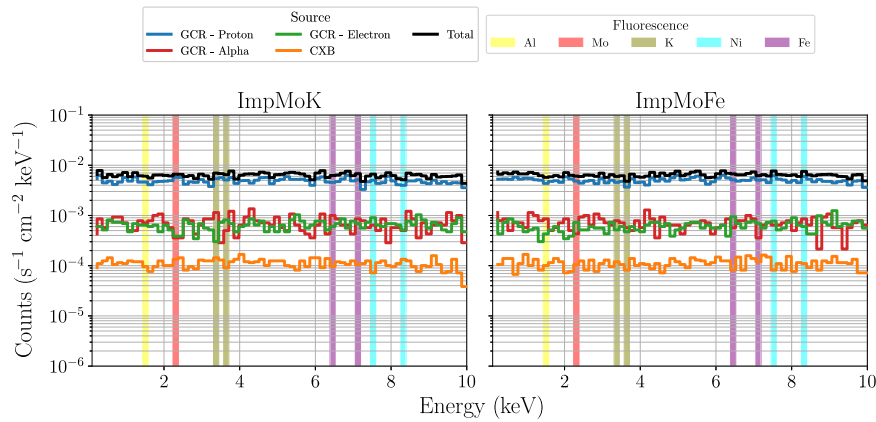 Source
GCR - Proton GCR - Electron Total
GCR - Alpha CXB
Fluorescence
Al Mo K Ni Fe
ImpMoK ImpMoFe
Counts (s⁻¹ cm⁻² keV⁻¹)
10⁻¹
10⁻²
10⁻³
10⁻⁴
10⁻⁵
10⁻⁶
2 4 6 8 10 2 4 6 8 10
Energy (keV)